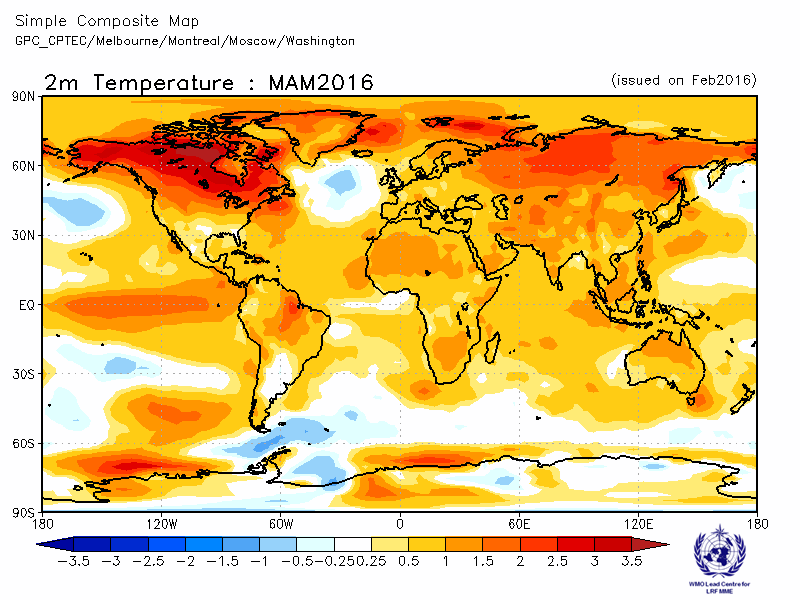 Simple Composite Map
GPC_CPTEC/Melbourne/Montreal/Moscow/Washington
2m Temperature : MAM2016
(issued on Feb2016)
90N
60N
30N
EQ
30S
60S
90S
180 120W 60W 0 60E 120E 180
−3.5 −3 −2.5 −2 −1.5 −1 −0.5 −0.25 0.25 0.5 1 1.5 2 2.5 3 3.5
WMO Lead Centre for
LRF MME